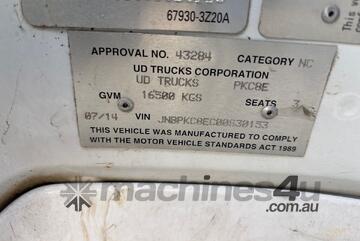 67930-3Z20A
APPROVAL NO. 43284 CATEGORY NC
UD TRUCKS CORPORATION
UD TRUCKS PKC8E
GVM 16500 KGS SEATS 3
07/14 VIN JNBPKC8EC00S30153
THIS VEHICLE WAS MANUFACTURED TO COMPLY
WITH THE MOTOR VEHICLE STANDARDS ACT 1989
machines4u
.com.au